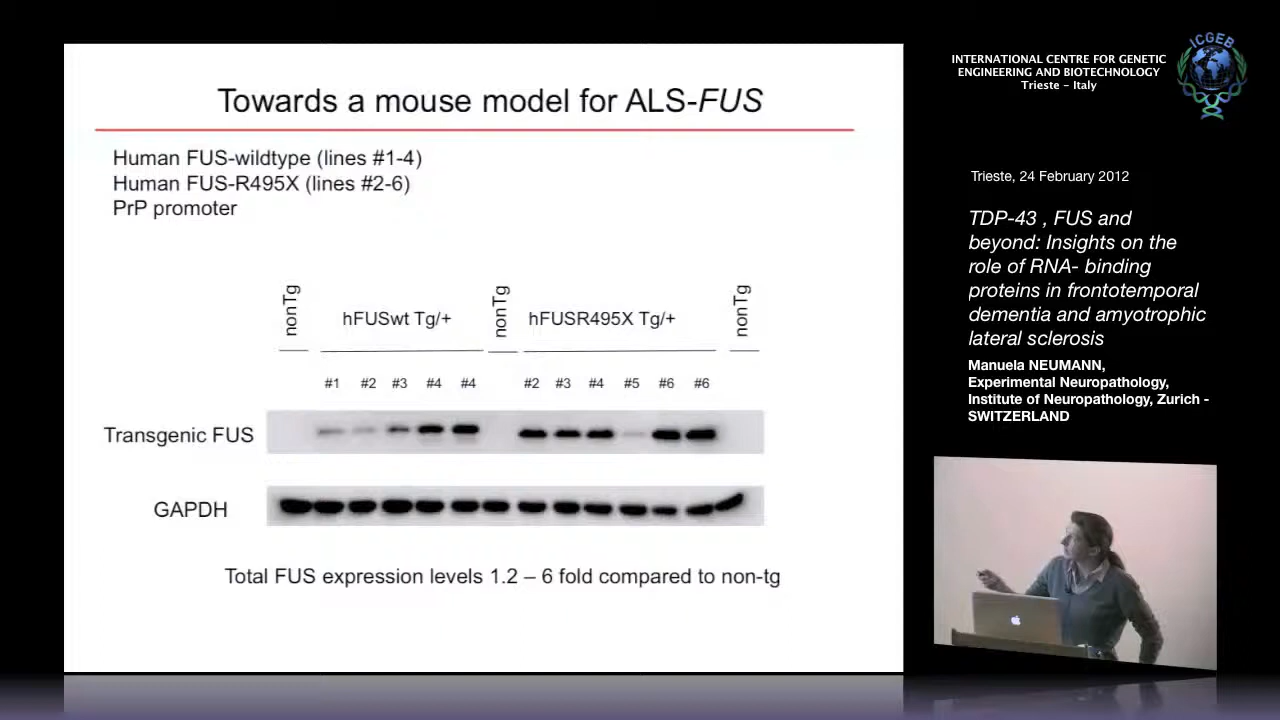 Towards a mouse model for ALS-FUS
Human FUS-wildtype (lines #1-4)
Human FUS-R495X (lines #2-6)
PrP promoter
nonTg
hFUSwt Tg/+
nonTg
hFUSR495X Tg/+
nonTg
#1 #2 #3 #4 #4 #2 #3 #4 #5 #6 #6
Transgenic FUS
GAPDH
Total FUS expression levels 1.2 – 6 fold compared to non-tg
INTERNATIONAL CENTRE FOR GENETIC
ENGINEERING AND BIOTECHNOLOGY
Trieste – Italy
ICGEB
Trieste, 24 February 2012
TDP-43 , FUS and
beyond: Insights on the
role of RNA- binding
proteins in frontotemporal
dementia and amyotrophic
lateral sclerosis
Manuela NEUMANN,
Experimental Neuropathology,
Institute of Neuropathology, Zurich -
SWITZERLAND